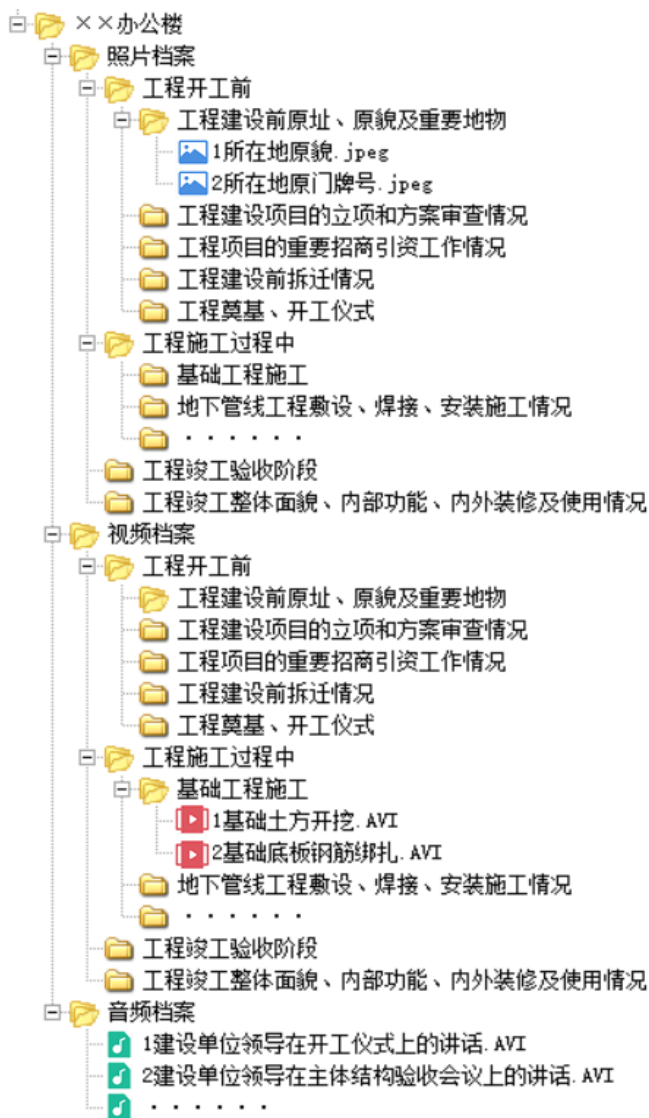 ××办公楼
照片档案
工程开工前
工程建设前原址、原貌及重要地物
1所在地原貌.jpeg
2所在地原门牌号.jpeg
工程建设项目的立项和方案审查情况
工程项目的重要招商引资工作情况
工程建设前拆迁情况
工程奠基、开工仪式
工程施工过程中
基础工程施工
地下管线工程敷设、焊接、安装施工情况
······
工程竣工验收阶段
工程竣工整体面貌、内部功能、内外装修及使用情况
视频档案
工程开工前
工程建设前原址、原貌及重要地物
工程建设项目的立项和方案审查情况
工程项目的重要招商引资工作情况
工程建设前拆迁情况
工程奠基、开工仪式
工程施工过程中
基础工程施工
1基础土方开挖.AVI
2基础底板钢筋绑扎.AVI
地下管线工程敷设、焊接、安装施工情况
······
工程竣工验收阶段
工程竣工整体面貌、内部功能、内外装修及使用情况
音频档案
1建设单位领导在开工仪式上的讲话.AVI
2建设单位领导在主体结构验收会议上的讲话.AVI
······